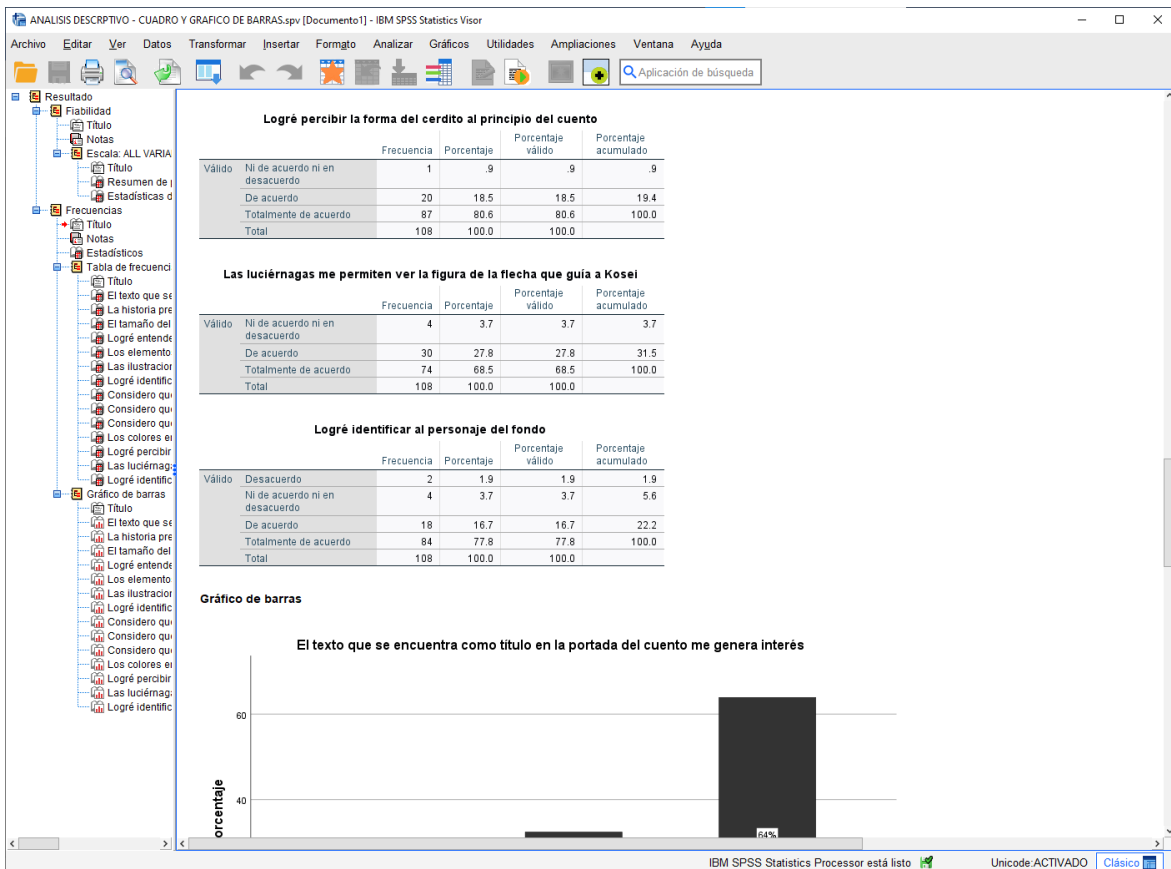 ANALISIS DESCRPTIVO - CUADRO Y GRAFICO DE BARRAS.spv [Documento1] - IBM SPSS Statistics Visor
Archivo Editar Ver Datos Transformar Insertar Formato Analizar Gráficos Utilidades Ampliaciones Ventana Ayuda
Aplicación de búsqueda
Resultado
Fiabilidad
Título
Notas
Escala: ALL VARIA
Título
Resumen de
Estadísticas d
Frecuencias
Título
Notas
Estadísticos
Tabla de frecuenci
Título
El texto que se
La historia pre
El tamaño del
Logré entende
Los elemento
Las ilustracior
Logré identific
Considero qu
Considero qu
Considero qu
Los colores e
Logré percibir
Las luciérnag
Logré identific
Gráfico de barras
Título
El texto que se
La historia pre
El tamaño del
Logré entende
Los elemento
Las ilustracior
Logré identific
Considero qu
Considero qu
Considero qu
Los colores e
Logré percibir
Las luciérnag
Logré identific
Logré percibir la forma del cerdito al principio del cuento
Frecuencia Porcentaje Porcentaje válido Porcentaje acumulado
Válido Ni de acuerdo ni en desacuerdo 1 .9 .9 .9
De acuerdo 20 18.5 18.5 19.4
Totalmente de acuerdo 87 80.6 80.6 100.0
Total 108 100.0 100.0
Las luciérnagas me permiten ver la figura de la flecha que guía a Kosei
Frecuencia Porcentaje Porcentaje válido Porcentaje acumulado
Válido Ni de acuerdo ni en desacuerdo 4 3.7 3.7 3.7
De acuerdo 30 27.8 27.8 31.5
Totalmente de acuerdo 74 68.5 68.5 100.0
Total 108 100.0 100.0
Logré identificar al personaje del fondo
Frecuencia Porcentaje Porcentaje válido Porcentaje acumulado
Válido Desacuerdo 2 1.9 1.9 1.9
Ni de acuerdo ni en desacuerdo 4 3.7 3.7 5.6
De acuerdo 18 16.7 16.7 22.2
Totalmente de acuerdo 84 77.8 77.8 100.0
Total 108 100.0 100.0
Gráfico de barras
El texto que se encuentra como título en la portada del cuento me genera interés
60
40
orcentaje
64%
IBM SPSS Statistics Processor está listo Unicode:ACTIVADO Clásico